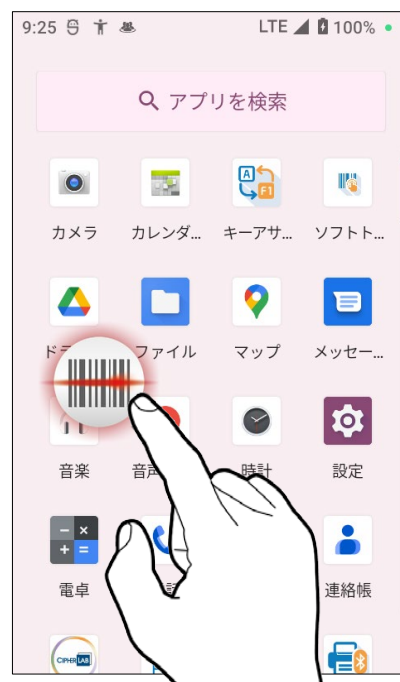 9:25 LTE 100%
アプリを検索
カメラ カレンダ... キーアサ... ソフトト...
ファイル マップ メッセー...
音楽 時計 設定
電卓 連絡帳
CIPHERLAB